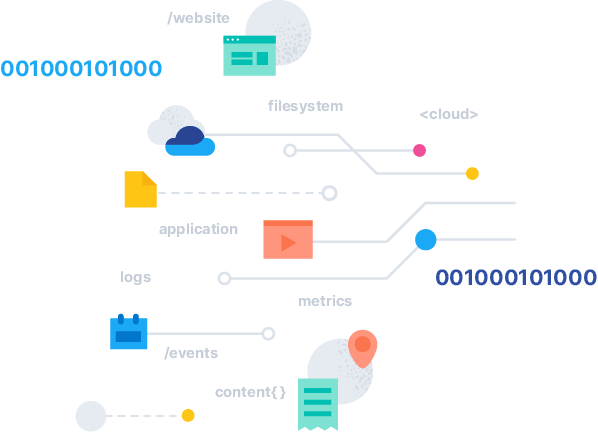 /website
001000101000
filesystem
<cloud>
application
logs
001000101000
metrics
/events
content{ }